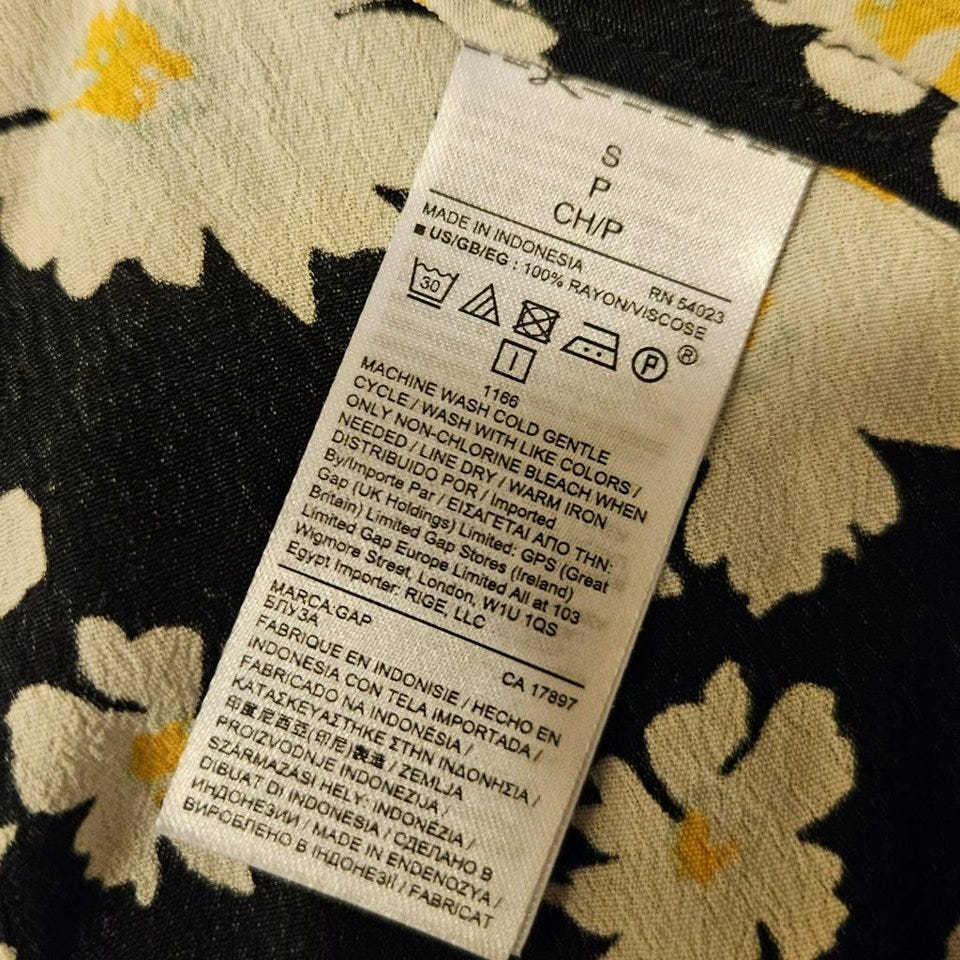 S
P
CH/P
MADE IN INDONESIA
RN 54023
■ US/GB/EG : 100% RAYON/VISCOSE
30
P ®
1166
MACHINE WASH COLD GENTLE
CYCLE / WASH WITH LIKE COLORS /
ONLY NON-CHLORINE BLEACH WHEN
NEEDED / LINE DRY / WARM IRON
DISTRIBUIDO POR / Imported
By/Importe Par / ΕΙΣΑΓΕΤΑΙ ΑΠΟ ΤΗΝ:
Gap (UK Holdings) Limited: GPS (Great
Britain) Limited Gap Stores (Ireland)
Limited Gap Europe Limited All at 103
Wigmore Street, London, W1U 1QS
Egypt Importer: RIGE, LLC
CA 17897
MARCA:GAP
БЛУЗА
FABRIQUE EN INDONISIE / HECHO EN
INDONESIA CON TELA IMPORTADA /
FABRICADO NA INDONÉSIA /
ΚΑΤΑΣΚΕΥΑΣΤΗΚΕ ΣΤΗΝ ΙΝΔΟΝΗΣΙΑ /
印度尼西亞(印尼)製造 / ZEMLJA
PROIZVODNJE INDONEZIJA /
SZÁRMAZÁSI HELY: INDONÉZIA /
DIBUAT DI INDONESIA / СДЕЛАНО В
ИНДОНЕЗИИ / MADE IN ENDENOZYA /
ВИРОБЛЕНО В ІНДОНЕЗІЇ / FABRICAT